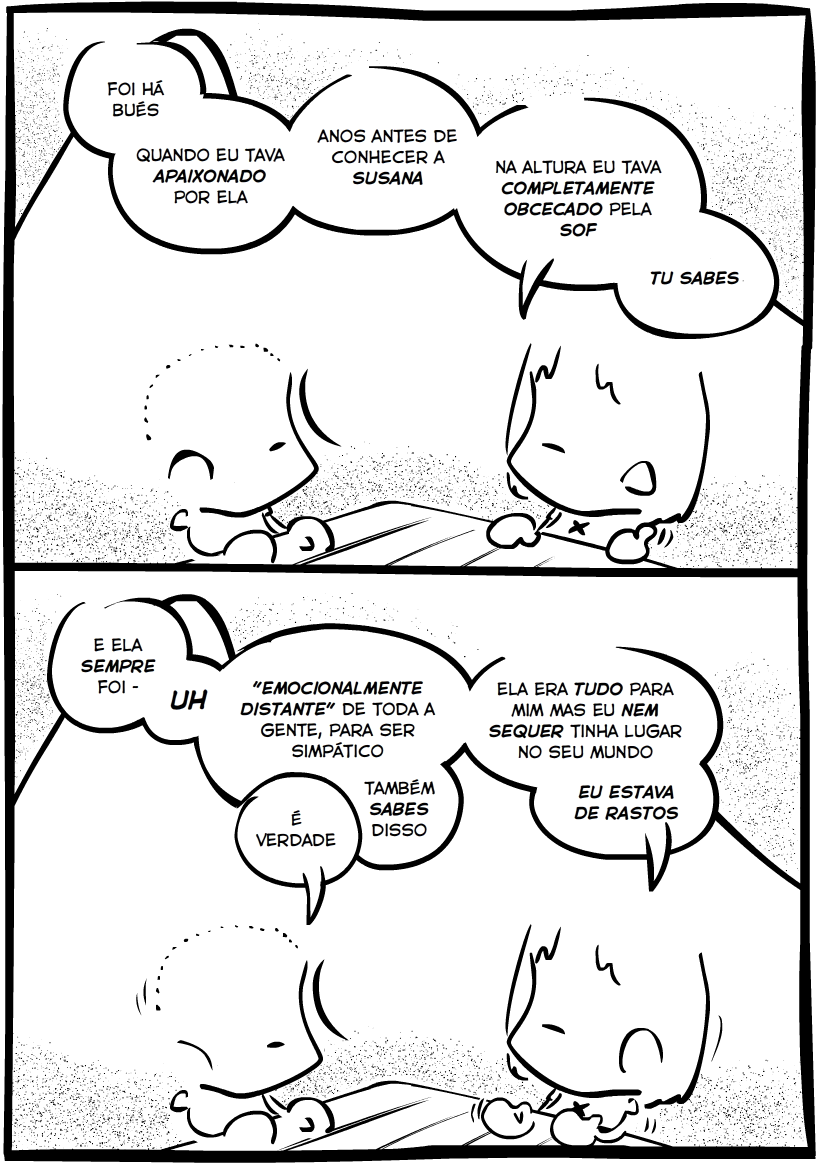 FOI HÁ
BUÉS
QUANDO EU TAVA
APAIXONADO
POR ELA
ANOS ANTES DE
CONHECER A
SUSANA
NA ALTURA EU TAVA
COMPLETAMENTE
OBCECADO PELA
SOF
TU SABES
E ELA
SEMPRE
FOI -
UH
"EMOCIONALMENTE
DISTANTE" DE TODA A
GENTE, PARA SER
SIMPÁTICO
TAMBÉM
SABES
DISSO
É
VERDADE
ELA ERA TUDO PARA
MIM MAS EU NEM
SEQUER TINHA LUGAR
NO SEU MUNDO
EU ESTAVA
DE RASTOS